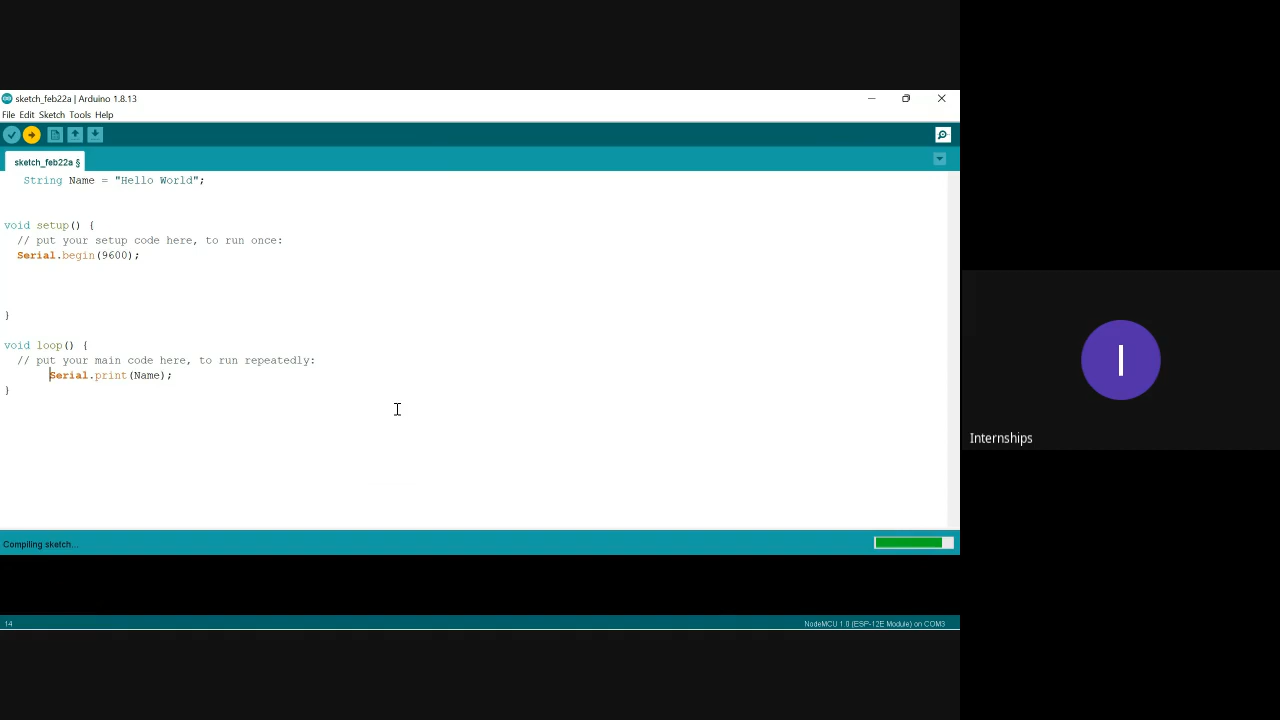 sketch_feb22a | Arduino 1.8.13
File Edit Sketch Tools Help
sketch_feb22a §
String Name = "Hello World";
void setup() {
// put your setup code here, to run once:
Serial.begin(9600);
}
void loop() {
// put your main code here, to run repeatedly:
Serial.print(Name);
}
I
Internships
Compiling sketch...
14
NodeMCU 1.0 (ESP-12E Module) on COM3